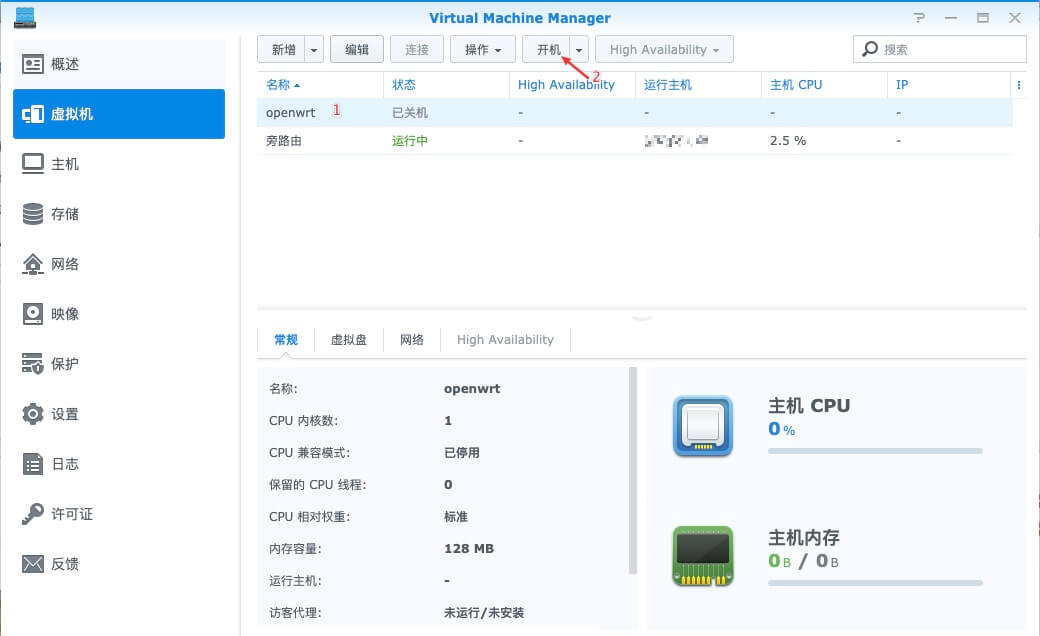 Virtual Machine Manager
概述
虚拟机
主机
存储
网络
映像
保护
设置
日志
许可证
反馈
新增 编辑 连接 操作 开机 High Availability 搜索
2
名称 状态 High Availability 运行主机 主机 CPU IP
openwrt 1 已关机 - - - -
旁路由 运行中 - 2.5 % -
常规 虚拟盘 网络 High Availability
名称: openwrt
CPU 内核数: 1
CPU 兼容模式: 已停用
保留的 CPU 线程: 0
CPU 相对权重: 标准
内存容量: 128 MB
运行主机: -
访客代理: 未运行/未安装
主机 CPU
0 %
主机内存
0 B / 0 B